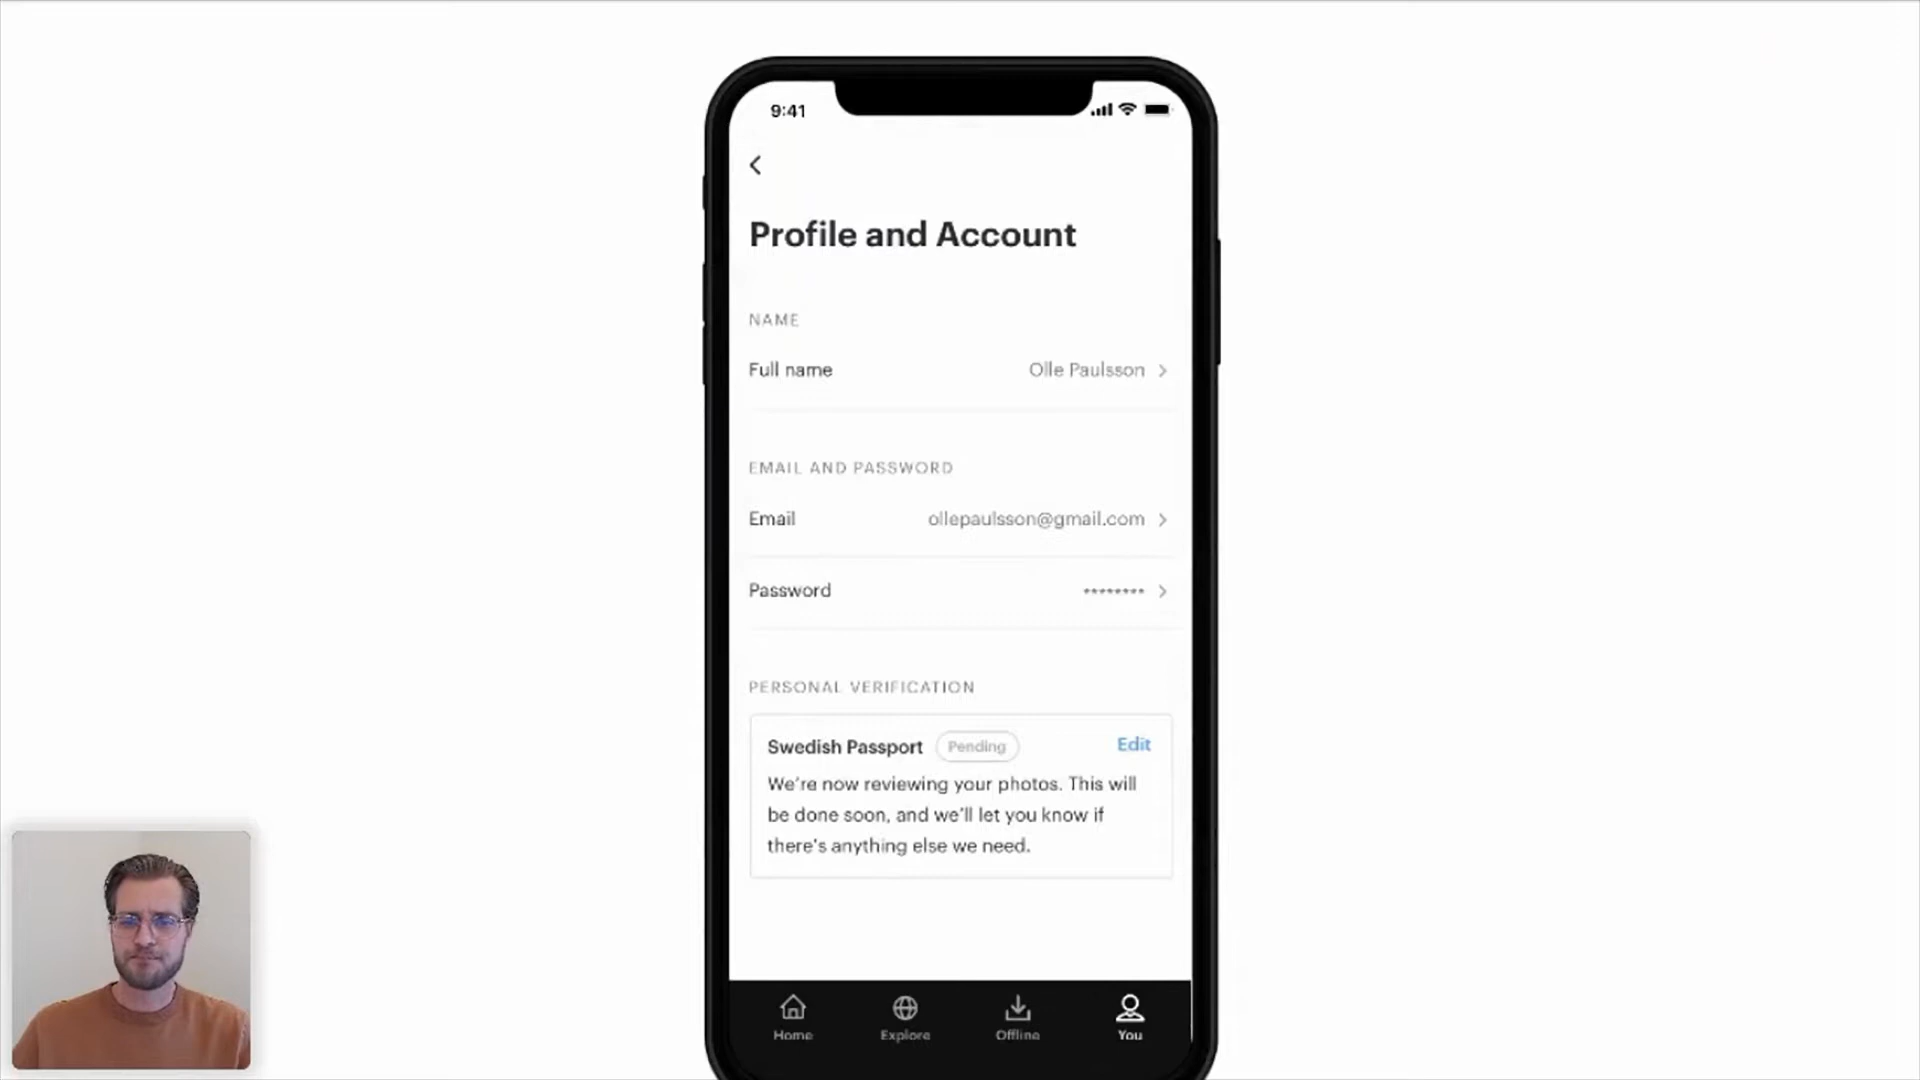 9:41
Profile and Account
NAME
Full name Olle Paulsson
EMAIL AND PASSWORD
Email ollepaulsson@gmail.com
Password ••••••••
PERSONAL VERIFICATION
Swedish Passport Pending Edit
We're now reviewing your photos. This will
be done soon, and we'll let you know if
there's anything else we need.
Home Explore Offline You